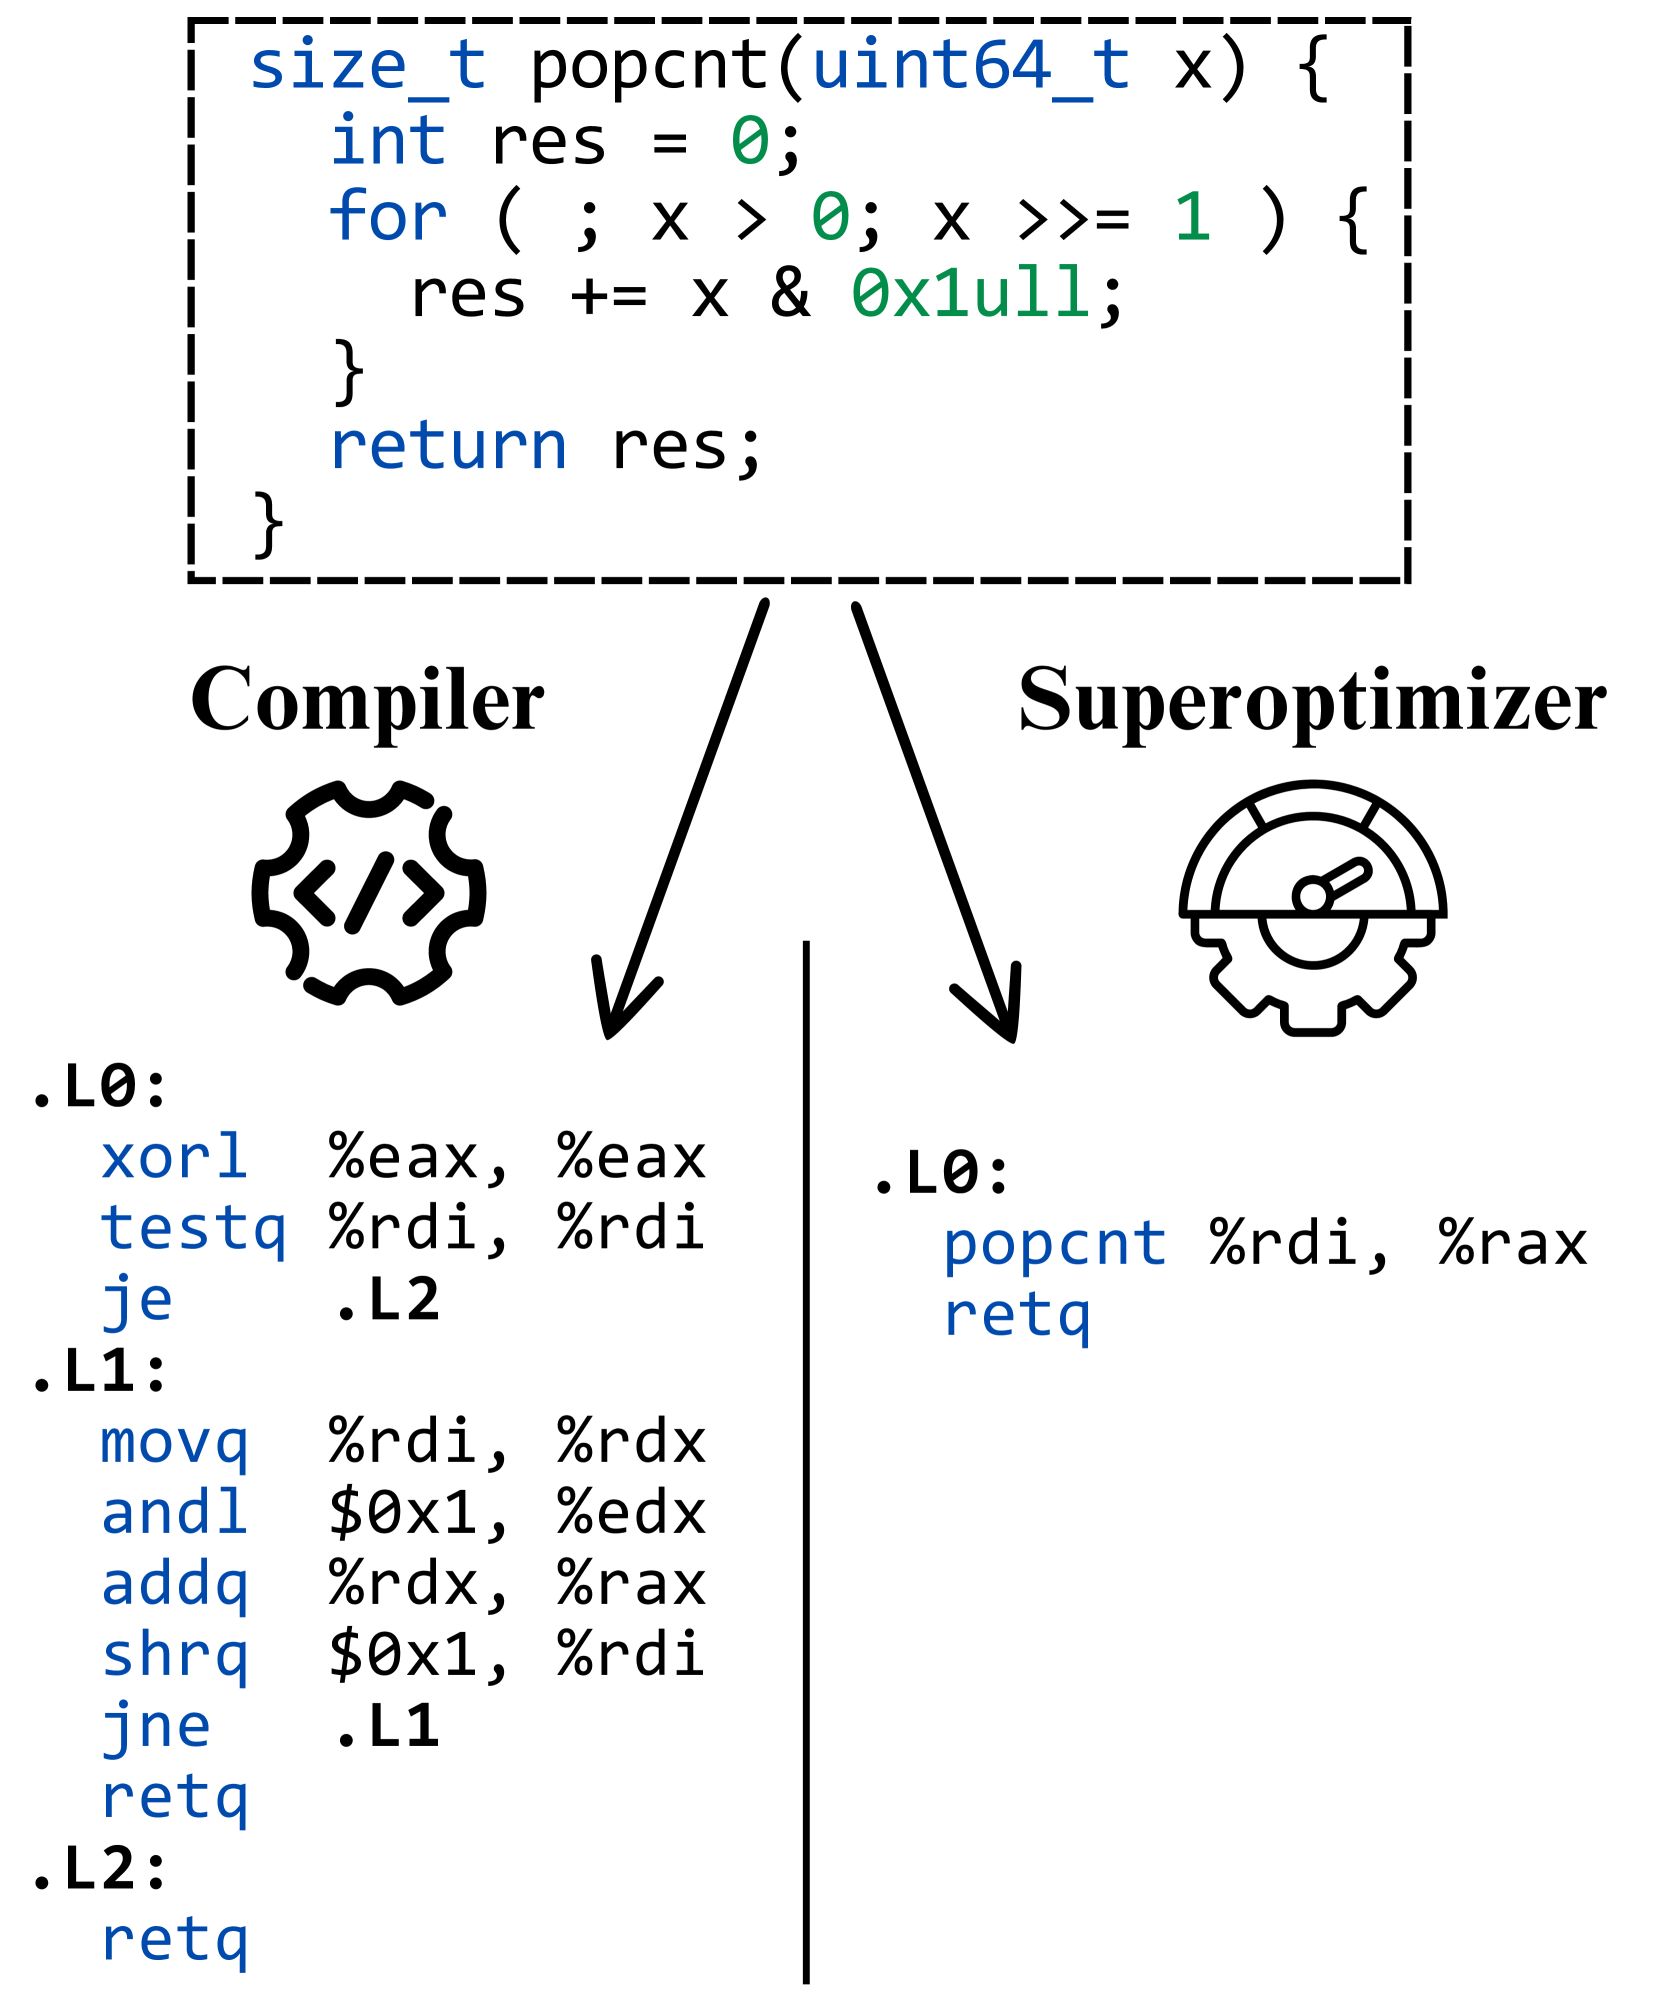 size_t popcnt(uint64_t x) {
  int res = 0;
  for ( ; x > 0; x >>= 1 ) {
    res += x & 0x1ull;
  }
  return res;
}
Compiler
.L0:
  xorl  %eax, %eax
  testq %rdi, %rdi
  je    .L2
.L1:
  movq  %rdi, %rdx
  andl  $0x1, %edx
  addq  %rdx, %rax
  shrq  $0x1, %rdi
  jne   .L1
  retq
.L2:
  retq
Superoptimizer
.L0:
  popcnt %rdi, %rax
  retq